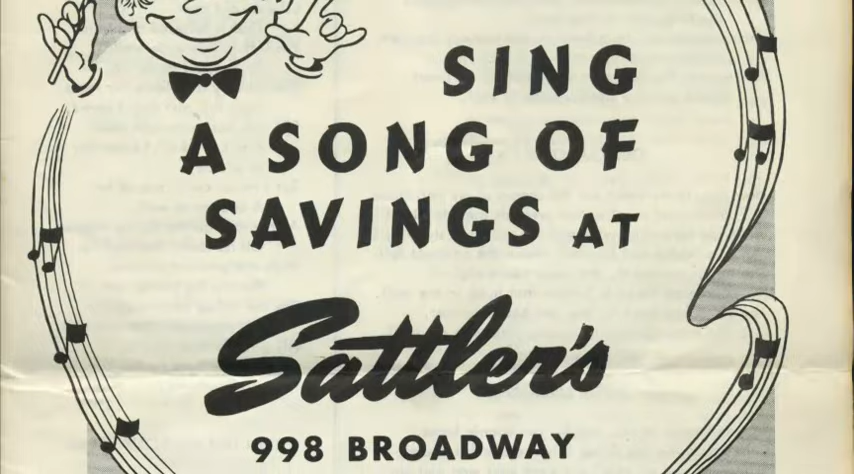 SING
A SONG OF
SAVINGS AT
Sattler's
998 BROADWAY